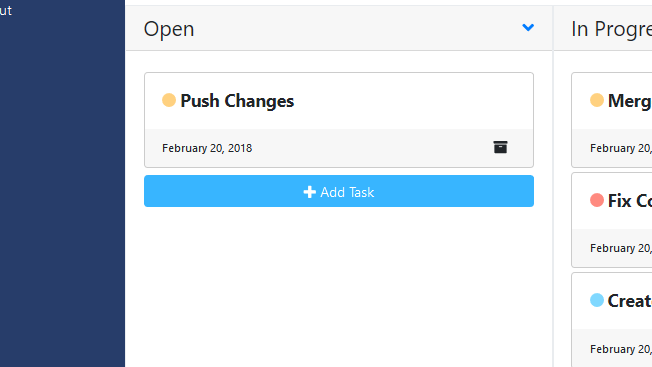 ut
Open
Push Changes
February 20, 2018
Add Task
In Progre
Merg
February 20,
Fix Co
February 20,
Creat
February 20,